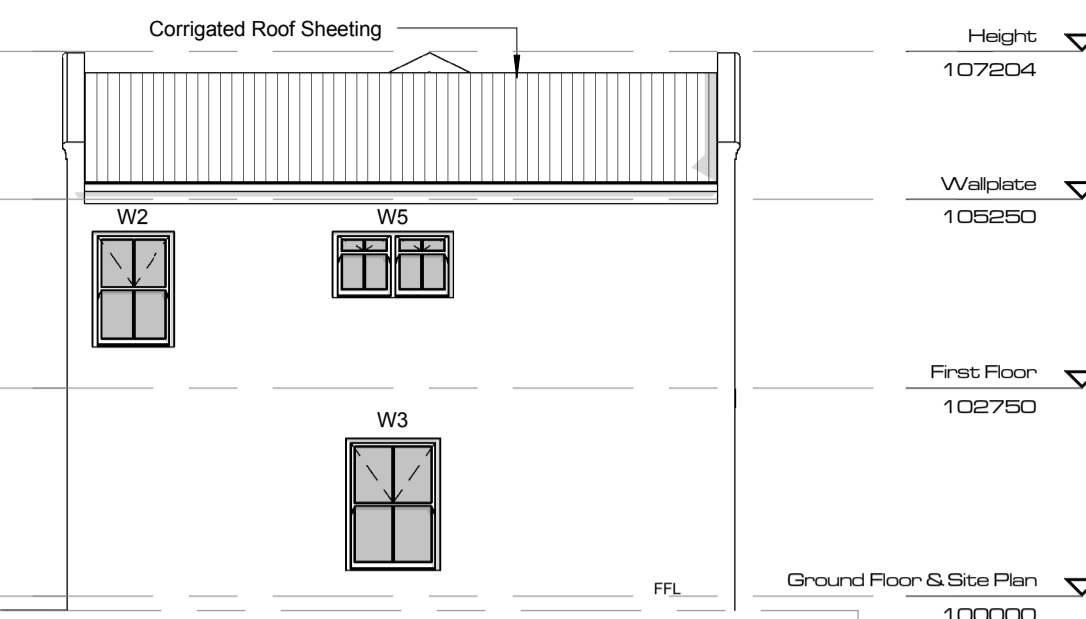 Corrigated Roof Sheeting
Height
107204
Wallplate
105250
W2
W5
First Floor
102750
W3
FFL
Ground Floor & Site Plan
100000